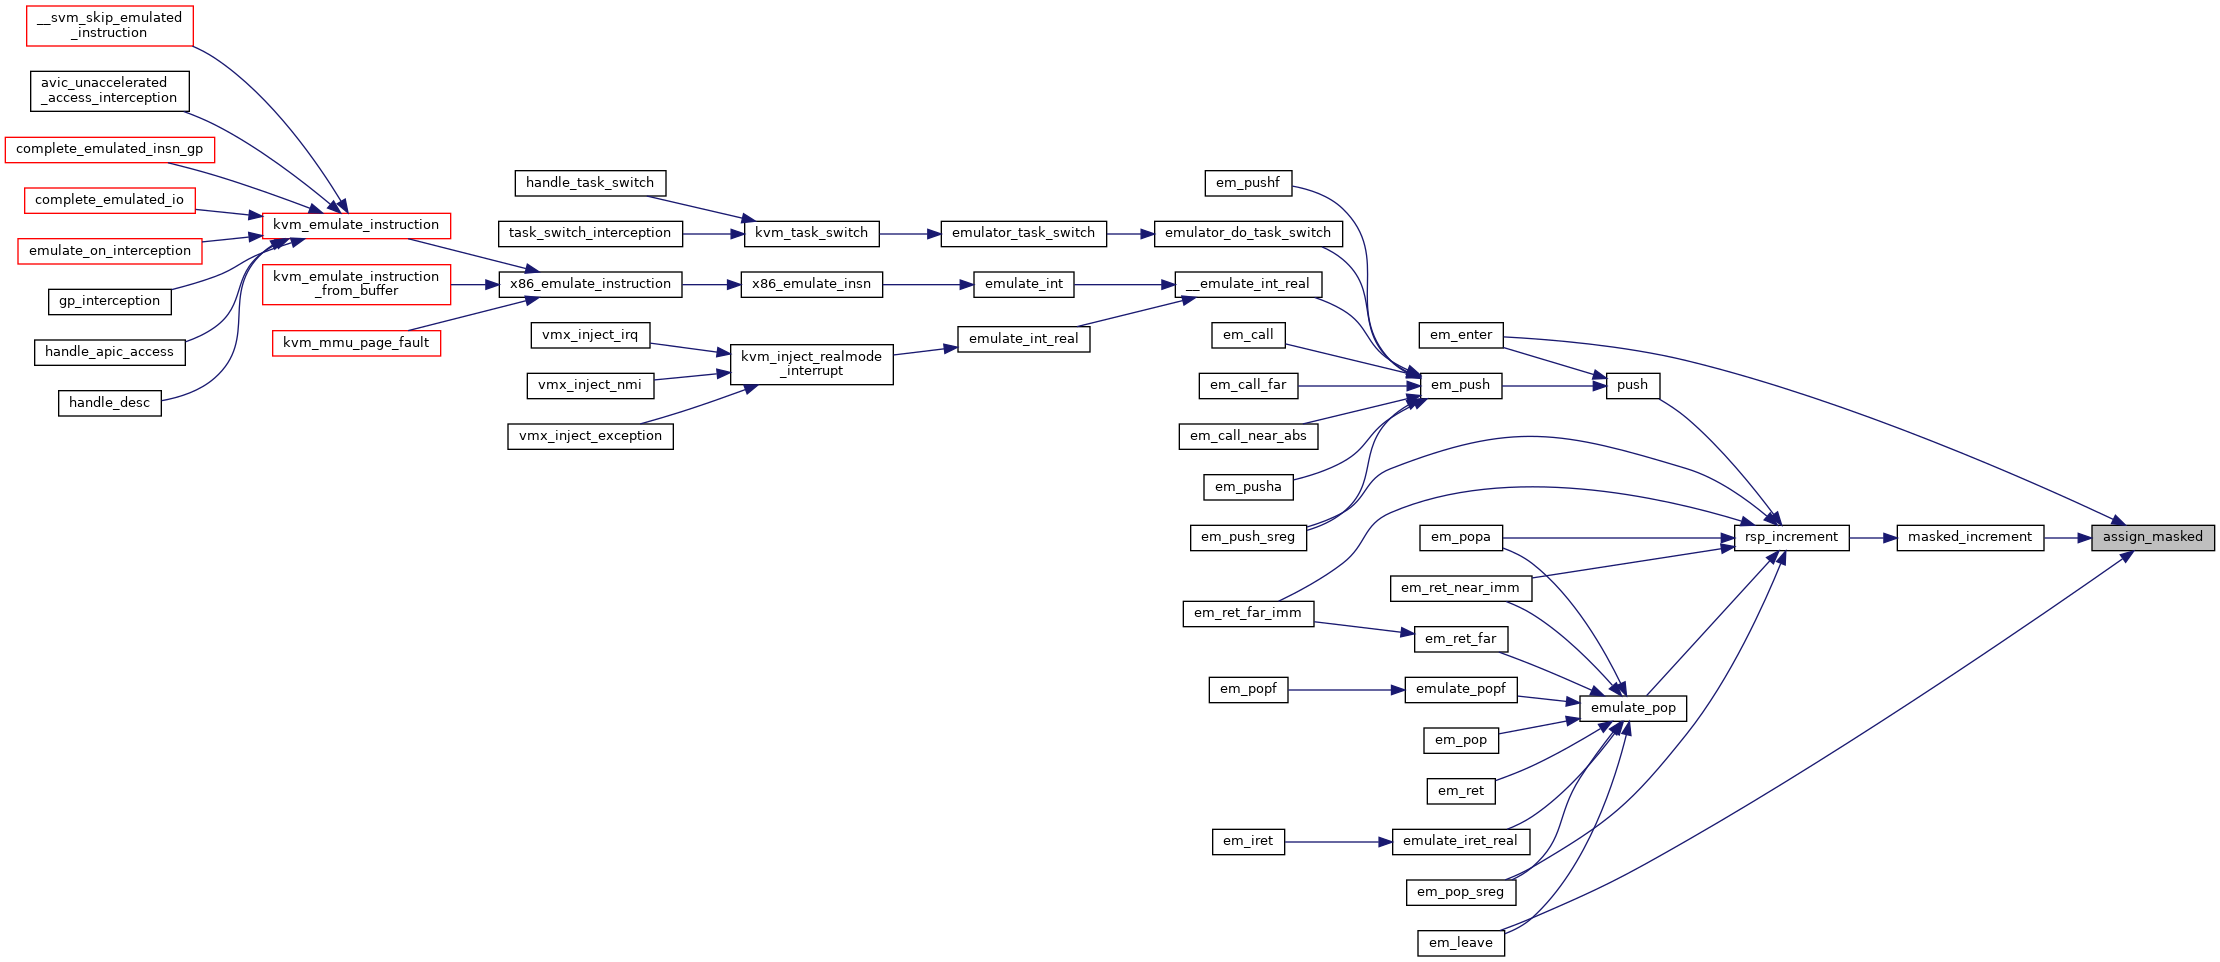 __svm_skip_emulated
_instruction
avic_unaccelerated
_access_interception
complete_emulated_insn_gp
complete_emulated_io
emulate_on_interception
gp_interception
handle_apic_access
handle_desc
kvm_emulate_instruction
kvm_emulate_instruction
_from_buffer
kvm_mmu_page_fault
handle_task_switch
task_switch_interception
x86_emulate_instruction
vmx_inject_irq
vmx_inject_nmi
vmx_inject_exception
kvm_task_switch
x86_emulate_insn
kvm_inject_realmode
_interrupt
emulator_task_switch
emulate_int
emulate_int_real
em_pushf
emulator_do_task_switch
__emulate_int_real
em_call
em_call_far
em_call_near_abs
em_pusha
em_push_sreg
em_ret_far_imm
em_popf
em_iret
em_enter
em_push
em_popa
em_ret_near_imm
em_ret_far
emulate_popf
em_pop
em_ret
emulate_iret_real
em_pop_sreg
em_leave
push
emulate_pop
rsp_increment
masked_increment
assign_masked